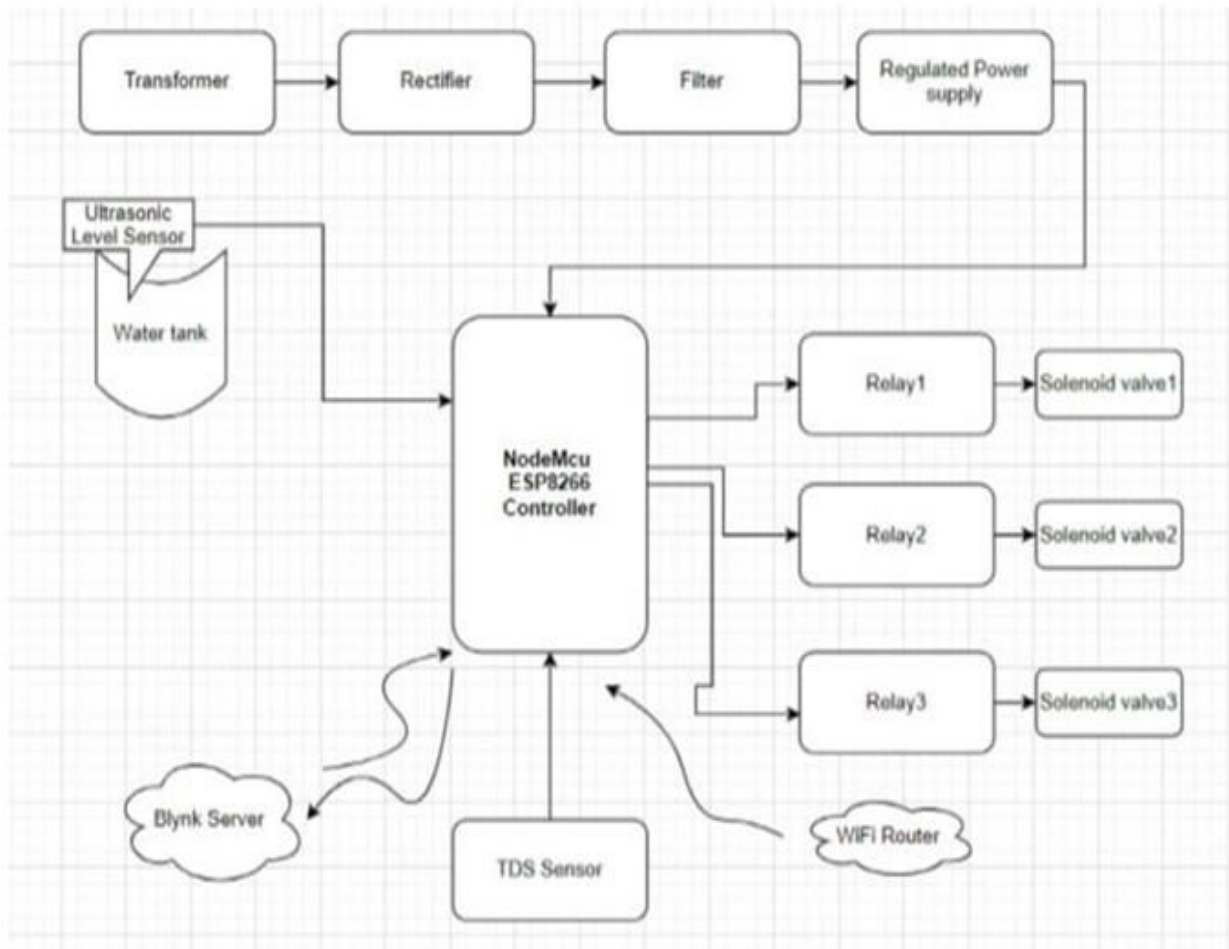 Transformer
Rectifier
Filter
Regulated Power
supply
Ultrasonic
Level Sensor
Water tank
NodeMcu
ESP8266
Controller
Relay1
Solenoid valve1
Relay2
Solenoid valve2
Relay3
Solenoid valve3
Blynk Server
TDS Sensor
WiFi Router